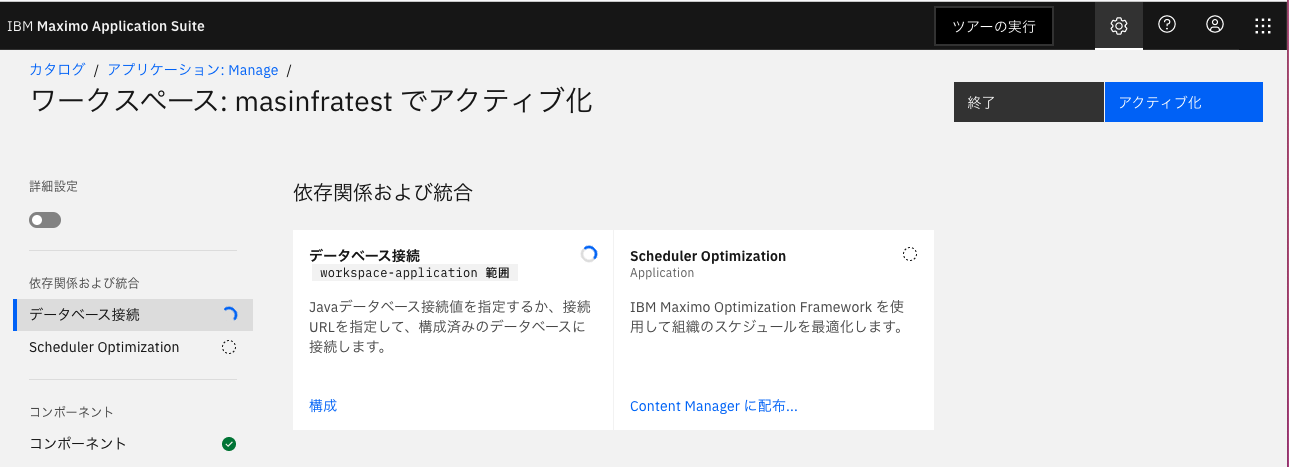 IBM Maximo Application Suite
ツアーの実行
カタログ / アプリケーション: Manage /
ワークスペース: masinfratest でアクティブ化
終了
アクティブ化
詳細設定
依存関係および統合
データベース接続
Scheduler Optimization
コンポーネント
コンポーネント
依存関係および統合
データベース接続
workspace-application 範囲
Javaデータベース接続値を指定するか、接続
URLを指定して、構成済みのデータベースに
接続します。
構成
Scheduler Optimization
Application
IBM Maximo Optimization Framework を使
用して組織のスケジュールを最適化します。
Content Manager に配布...